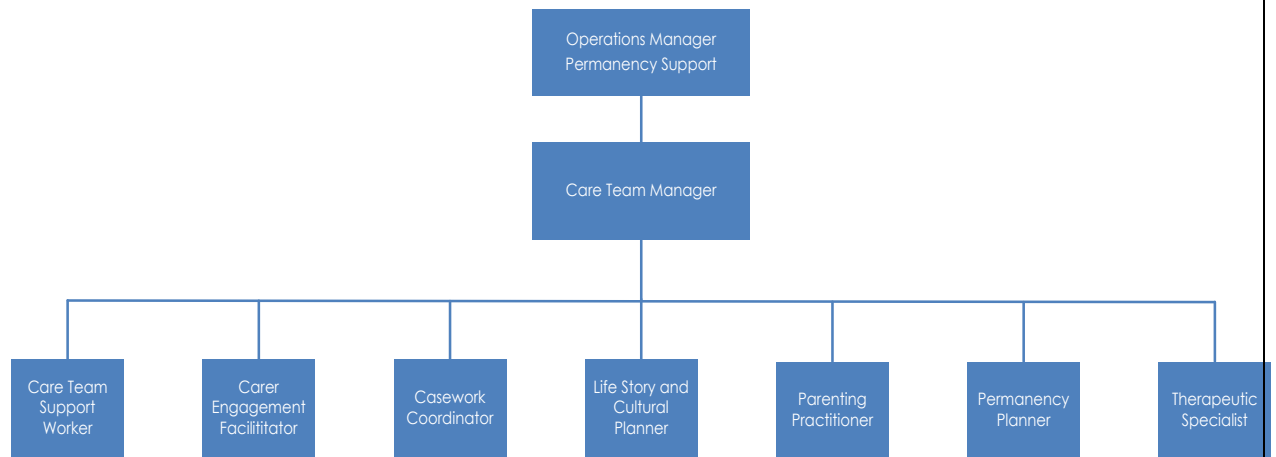 Operations Manager
Permanency Support
Care Team Manager
Care Team
Support
Worker
Carer
Engagement
Facilititator
Casework
Coordinator
Life Story and
Cultural
Planner
Parenting
Practitioner
Permanency
Planner
Therapeutic
Specialist